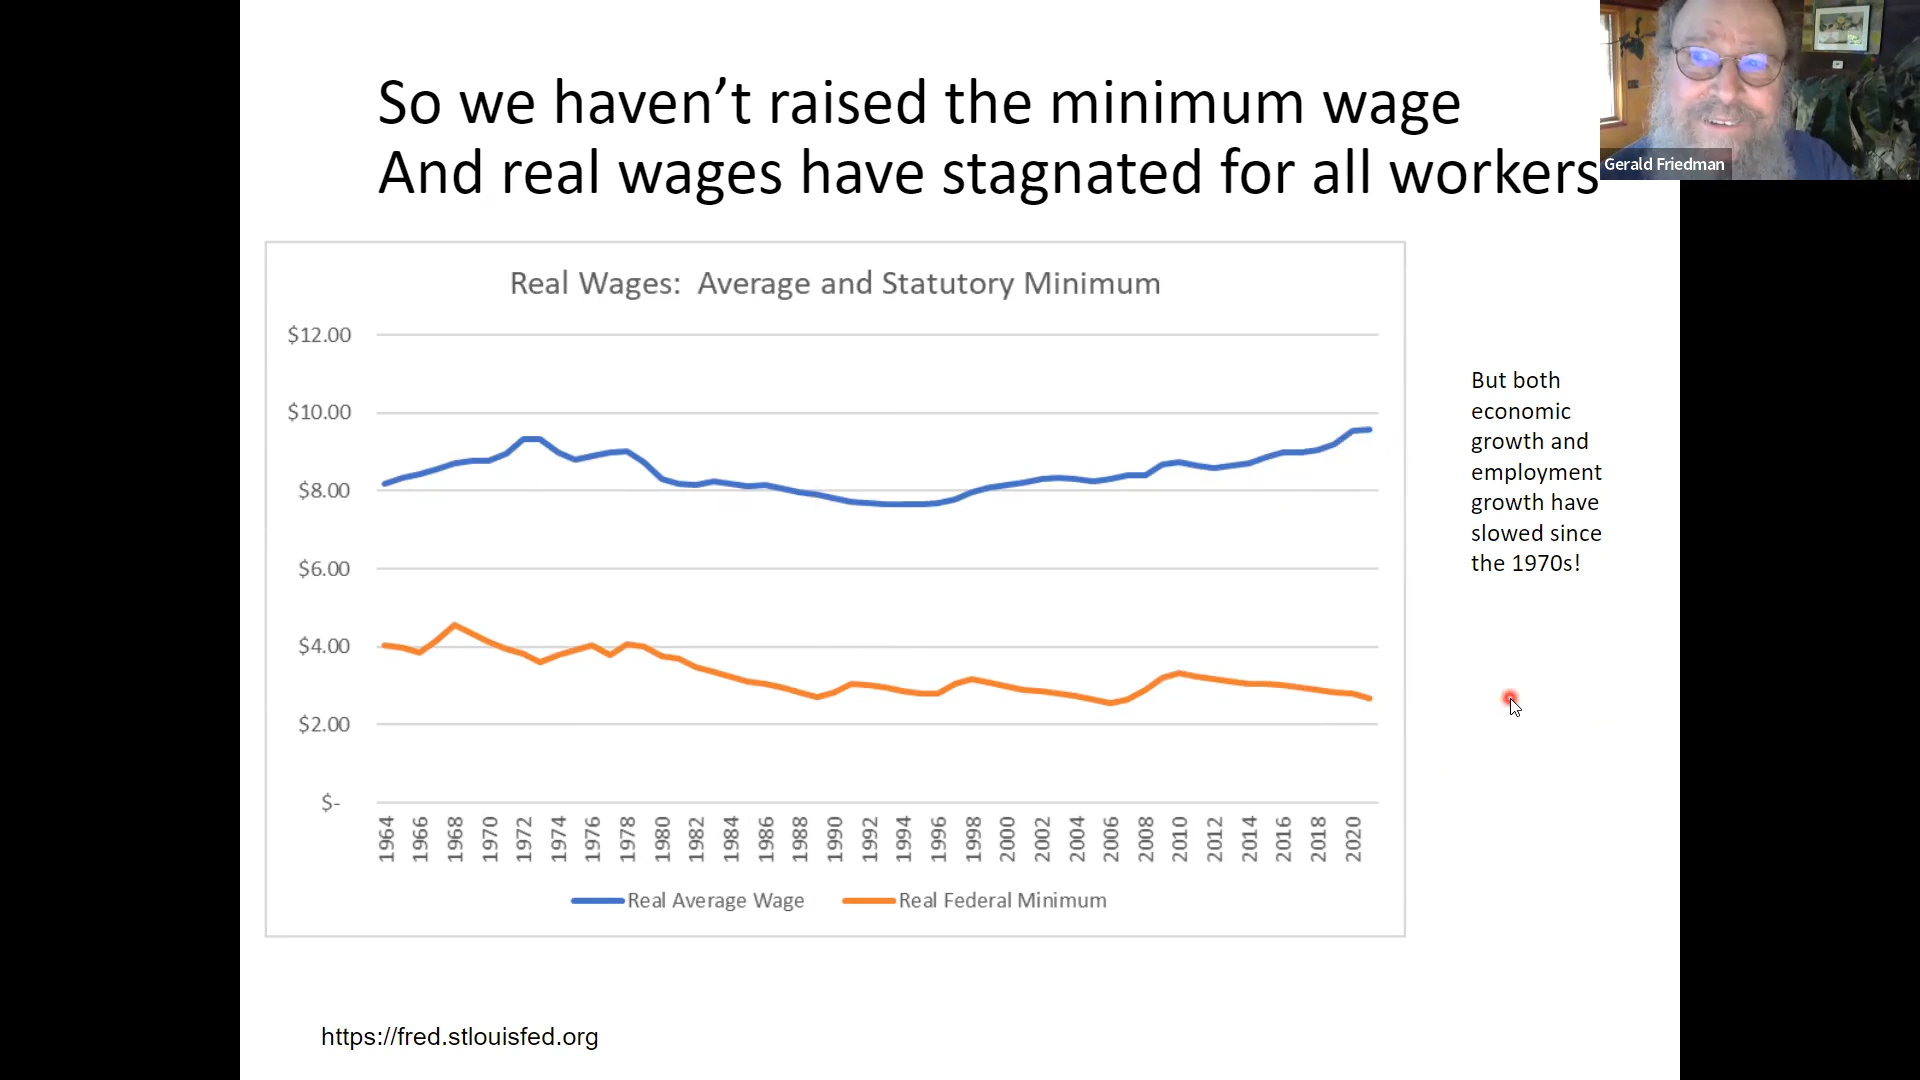 So we haven’t raised the minimum wage
And real wages have stagnated for all workers
Gerald Friedman
Real Wages: Average and Statutory Minimum
$12.00
$10.00
$8.00
$6.00
$4.00
$2.00
$-
1964
1966
1968
1970
1972
1974
1976
1978
1980
1982
1984
1986
1988
1990
1992
1994
1996
1998
2000
2002
2004
2006
2008
2010
2012
2014
2016
2018
2020
Real Average Wage
Real Federal Minimum
But both
economic
growth and
employment
growth have
slowed since
the 1970s!
https://fred.stlouisfed.org